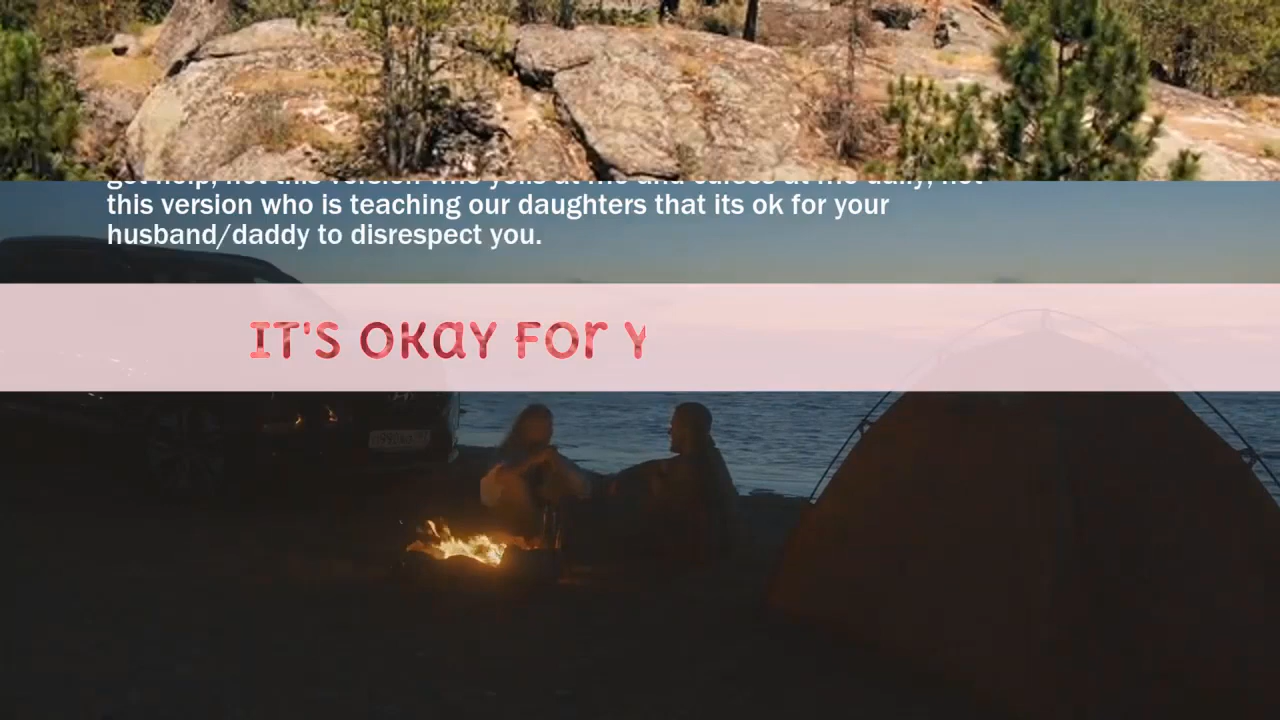 this version who is teaching our daughters that its ok for your
husband/daddy to disrespect you.
IT'S OKAY FOR Y